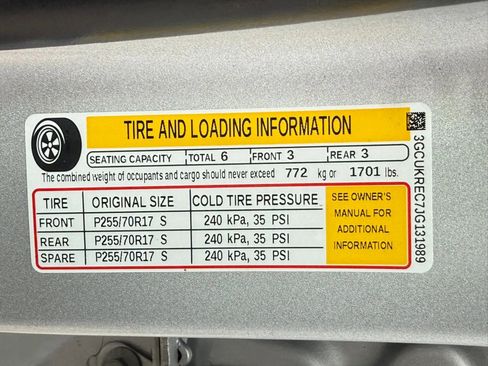 TIRE AND LOADING INFORMATION
SEATING CAPACITY TOTAL 6 FRONT 3 REAR 3
The combined weight of occupants and cargo should never exceed 772 kg or 1701 lbs.
TIRE ORIGINAL SIZE COLD TIRE PRESSURE
FRONT P255/70R17 S 240 kPa, 35 PSI
REAR P255/70R17 S 240 kPa, 35 PSI
SPARE P255/70R17 S 240 kPa, 35 PSI
SEE OWNER'S
MANUAL FOR
ADDITIONAL
INFORMATION
3GCUKREC7JG131989